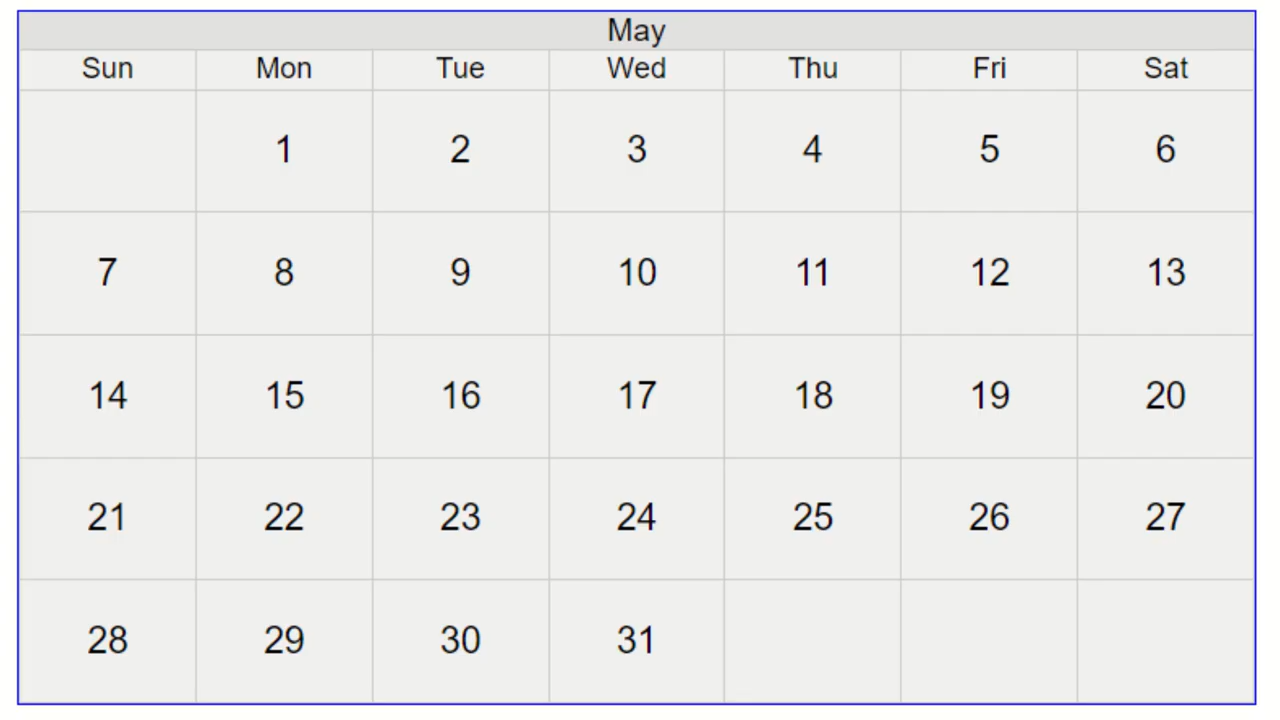 May
Sun Mon Tue Wed Thu Fri Sat
1 2 3 4 5 6
7 8 9 10 11 12 13
14 15 16 17 18 19 20
21 22 23 24 25 26 27
28 29 30 31